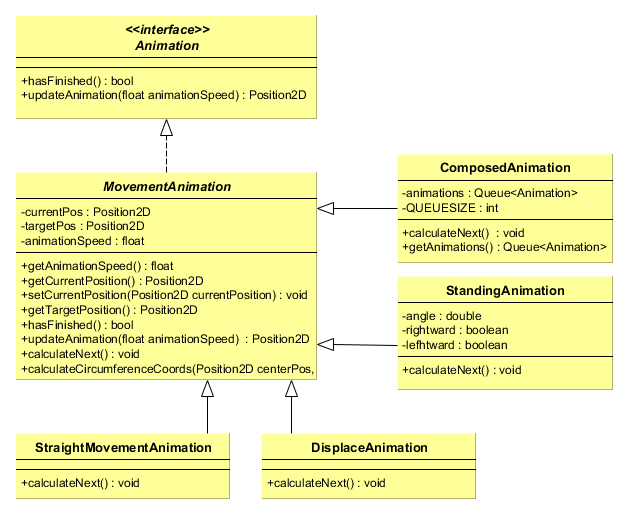 <<interface>>
Animation
+hasFinished() : bool
+updateAnimation(float animationSpeed) : Position2D
MovementAnimation
-currentPos : Position2D
-targetPos : Position2D
-animationSpeed : float
+getAnimationSpeed() : float
+getCurrentPosition() : Position2D
+setCurrentPosition(Position2D currentPosition) : void
+getTargetPosition() : Position2D
+hasFinished() : bool
+updateAnimation(float animationSpeed) : Position2D
+calculateNext() : void
+calculateCircumferenceCoords(Position2D centerPos,
ComposedAnimation
-animations : Queue<Animation>
-QUEUESIZE : int
+calculateNext() : void
+getAnimations() : Queue<Animation>
StandingAnimation
-angle : double
-rightward : boolean
-lefhtward : boolean
+calculateNext() : void
StraightMovementAnimation
+calculateNext() : void
DisplaceAnimation
+calculateNext() : void